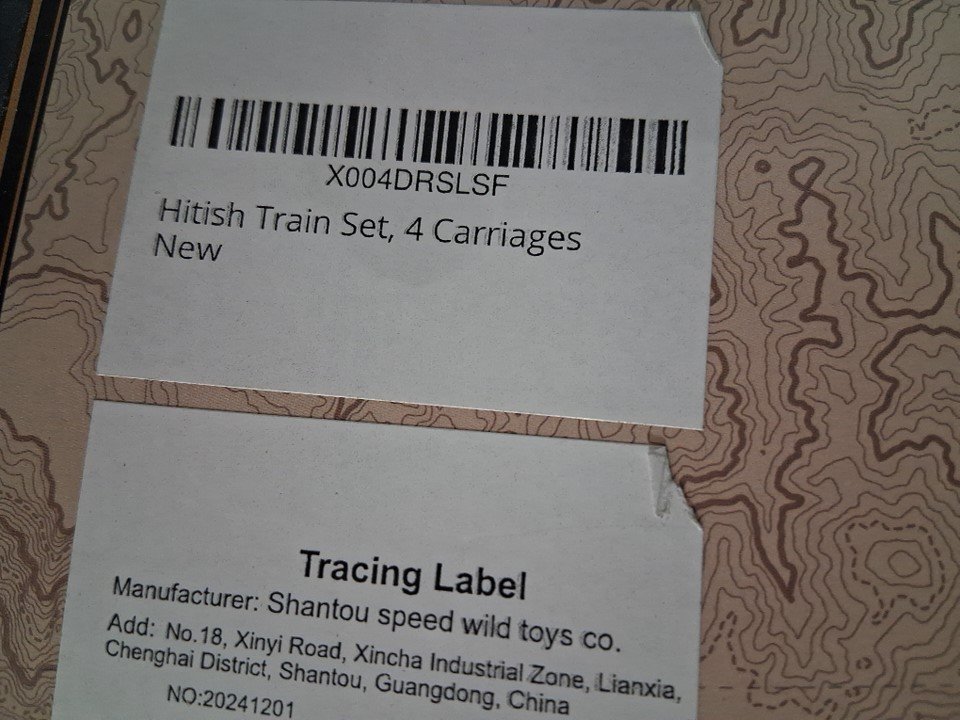 X004DRSLSF
Hitish Train Set, 4 Carriages
New
Tracing Label
Manufacturer: Shantou speed wild toys co.
Add: No.18, Xinyi Road, Xincha Industrial Zone, Lianxia,
Chenghai District, Shantou, Guangdong, China
NO:20241201